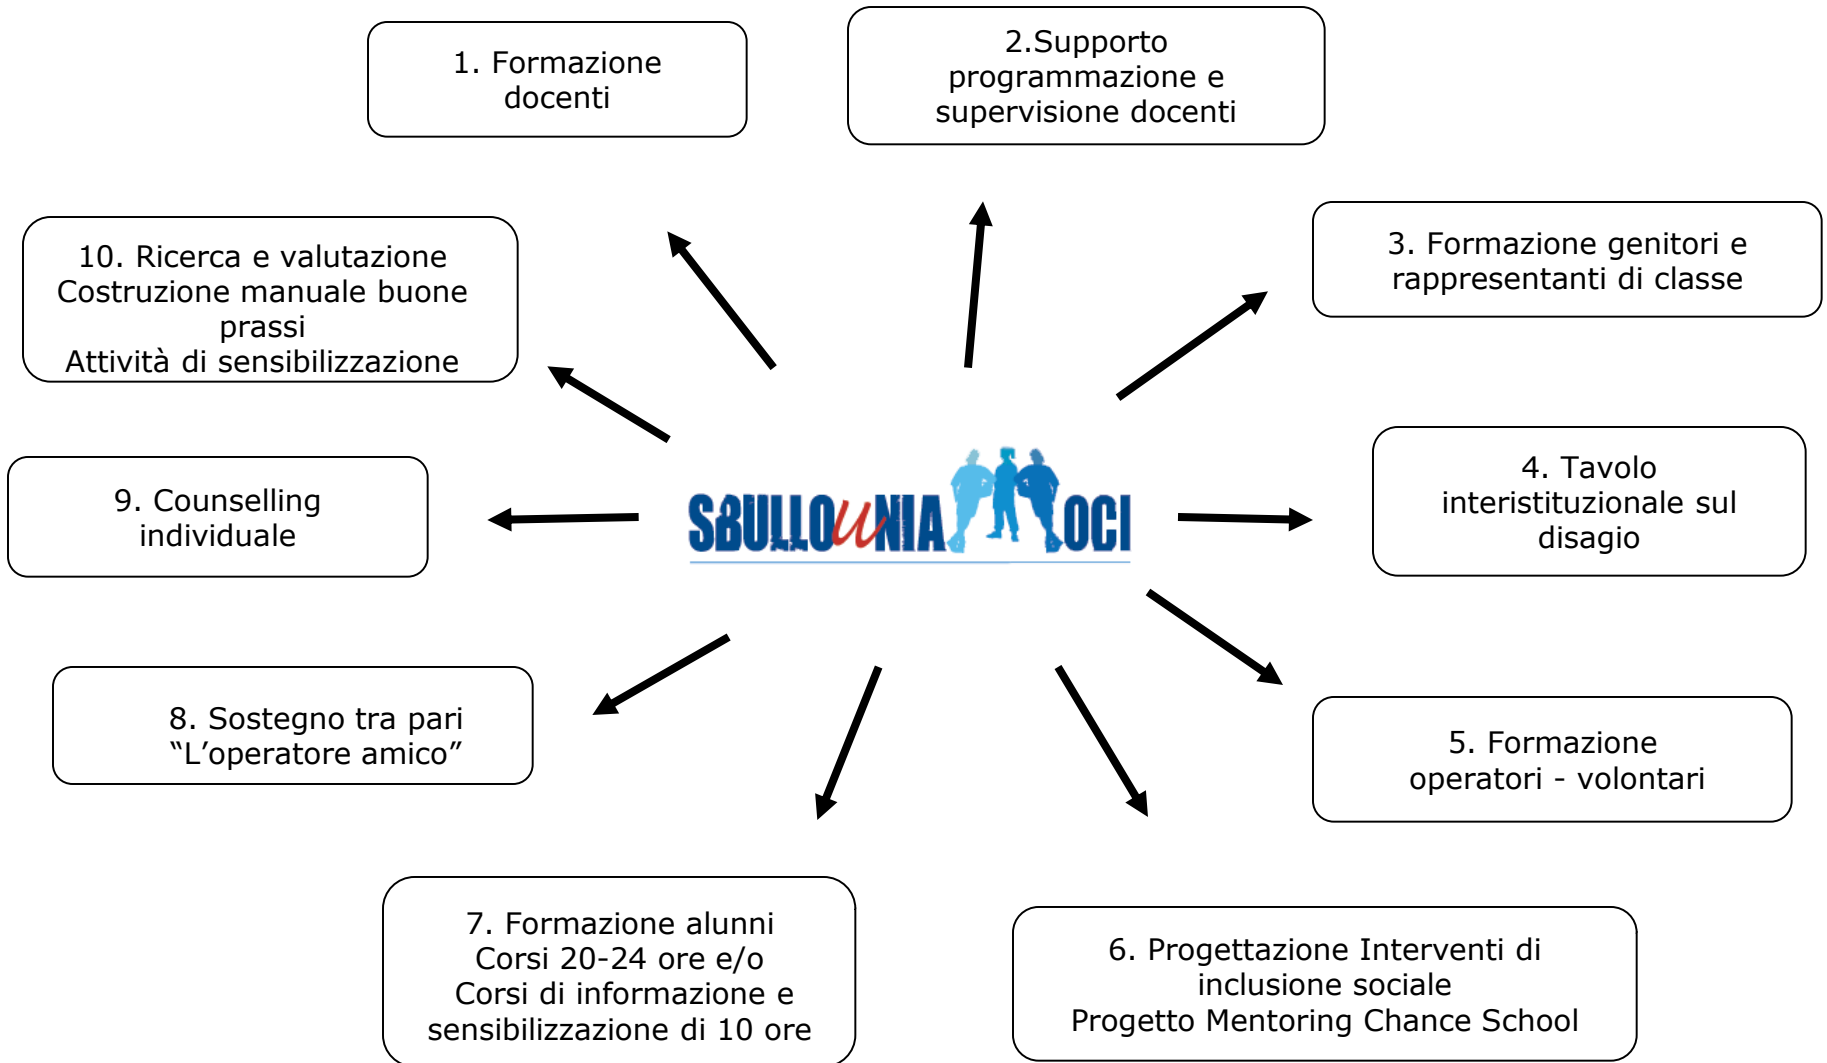 1. Formazione
docenti
2.Supporto
programmazione e
supervisione docenti
3. Formazione genitori e
rappresentanti di classe
4. Tavolo
interistituzionale sul
disagio
5. Formazione
operatori - volontari
6. Progettazione Interventi di
inclusione sociale
Progetto Mentoring Chance School
7. Formazione alunni
Corsi 20-24 ore e/o
Corsi di informazione e
sensibilizzazione di 10 ore
8. Sostegno tra pari
“L’operatore amico”
9. Counselling
individuale
10. Ricerca e valutazione
Costruzione manuale buone
prassi
Attività di sensibilizzazione
SBULLOUNIAMOCI